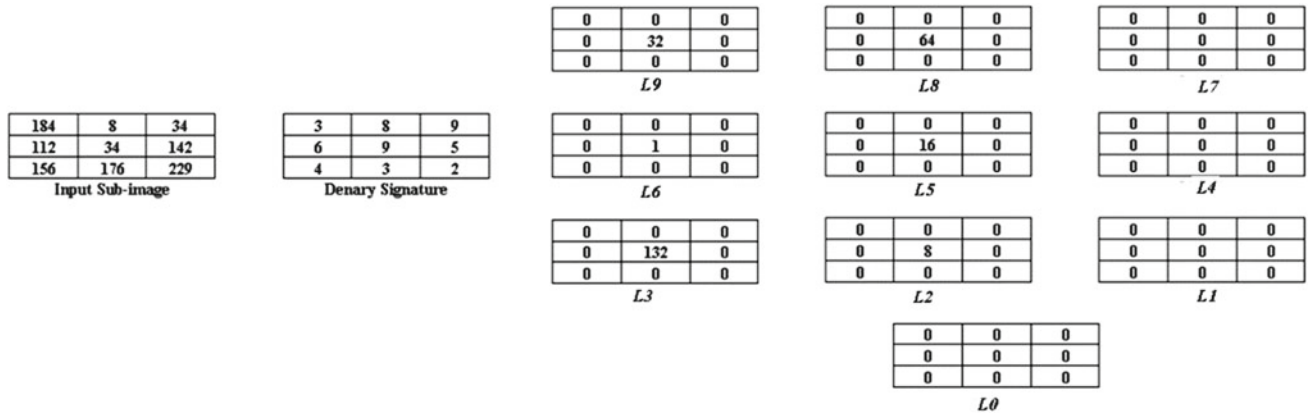 0 0 0
0 32 0
0 0 0
L9
0 0 0
0 64 0
0 0 0
L8
0 0 0
0 0 0
0 0 0
L7
184 8 34
112 34 142
156 176 229
Input Sub-image
3 8 9
6 9 5
4 3 2
Denary Signature
0 0 0
0 1 0
0 0 0
L6
0 0 0
0 16 0
0 0 0
L5
0 0 0
0 0 0
0 0 0
L4
0 0 0
0 132 0
0 0 0
L3
0 0 0
0 8 0
0 0 0
L2
0 0 0
0 0 0
0 0 0
L1
0 0 0
0 0 0
0 0 0
L0